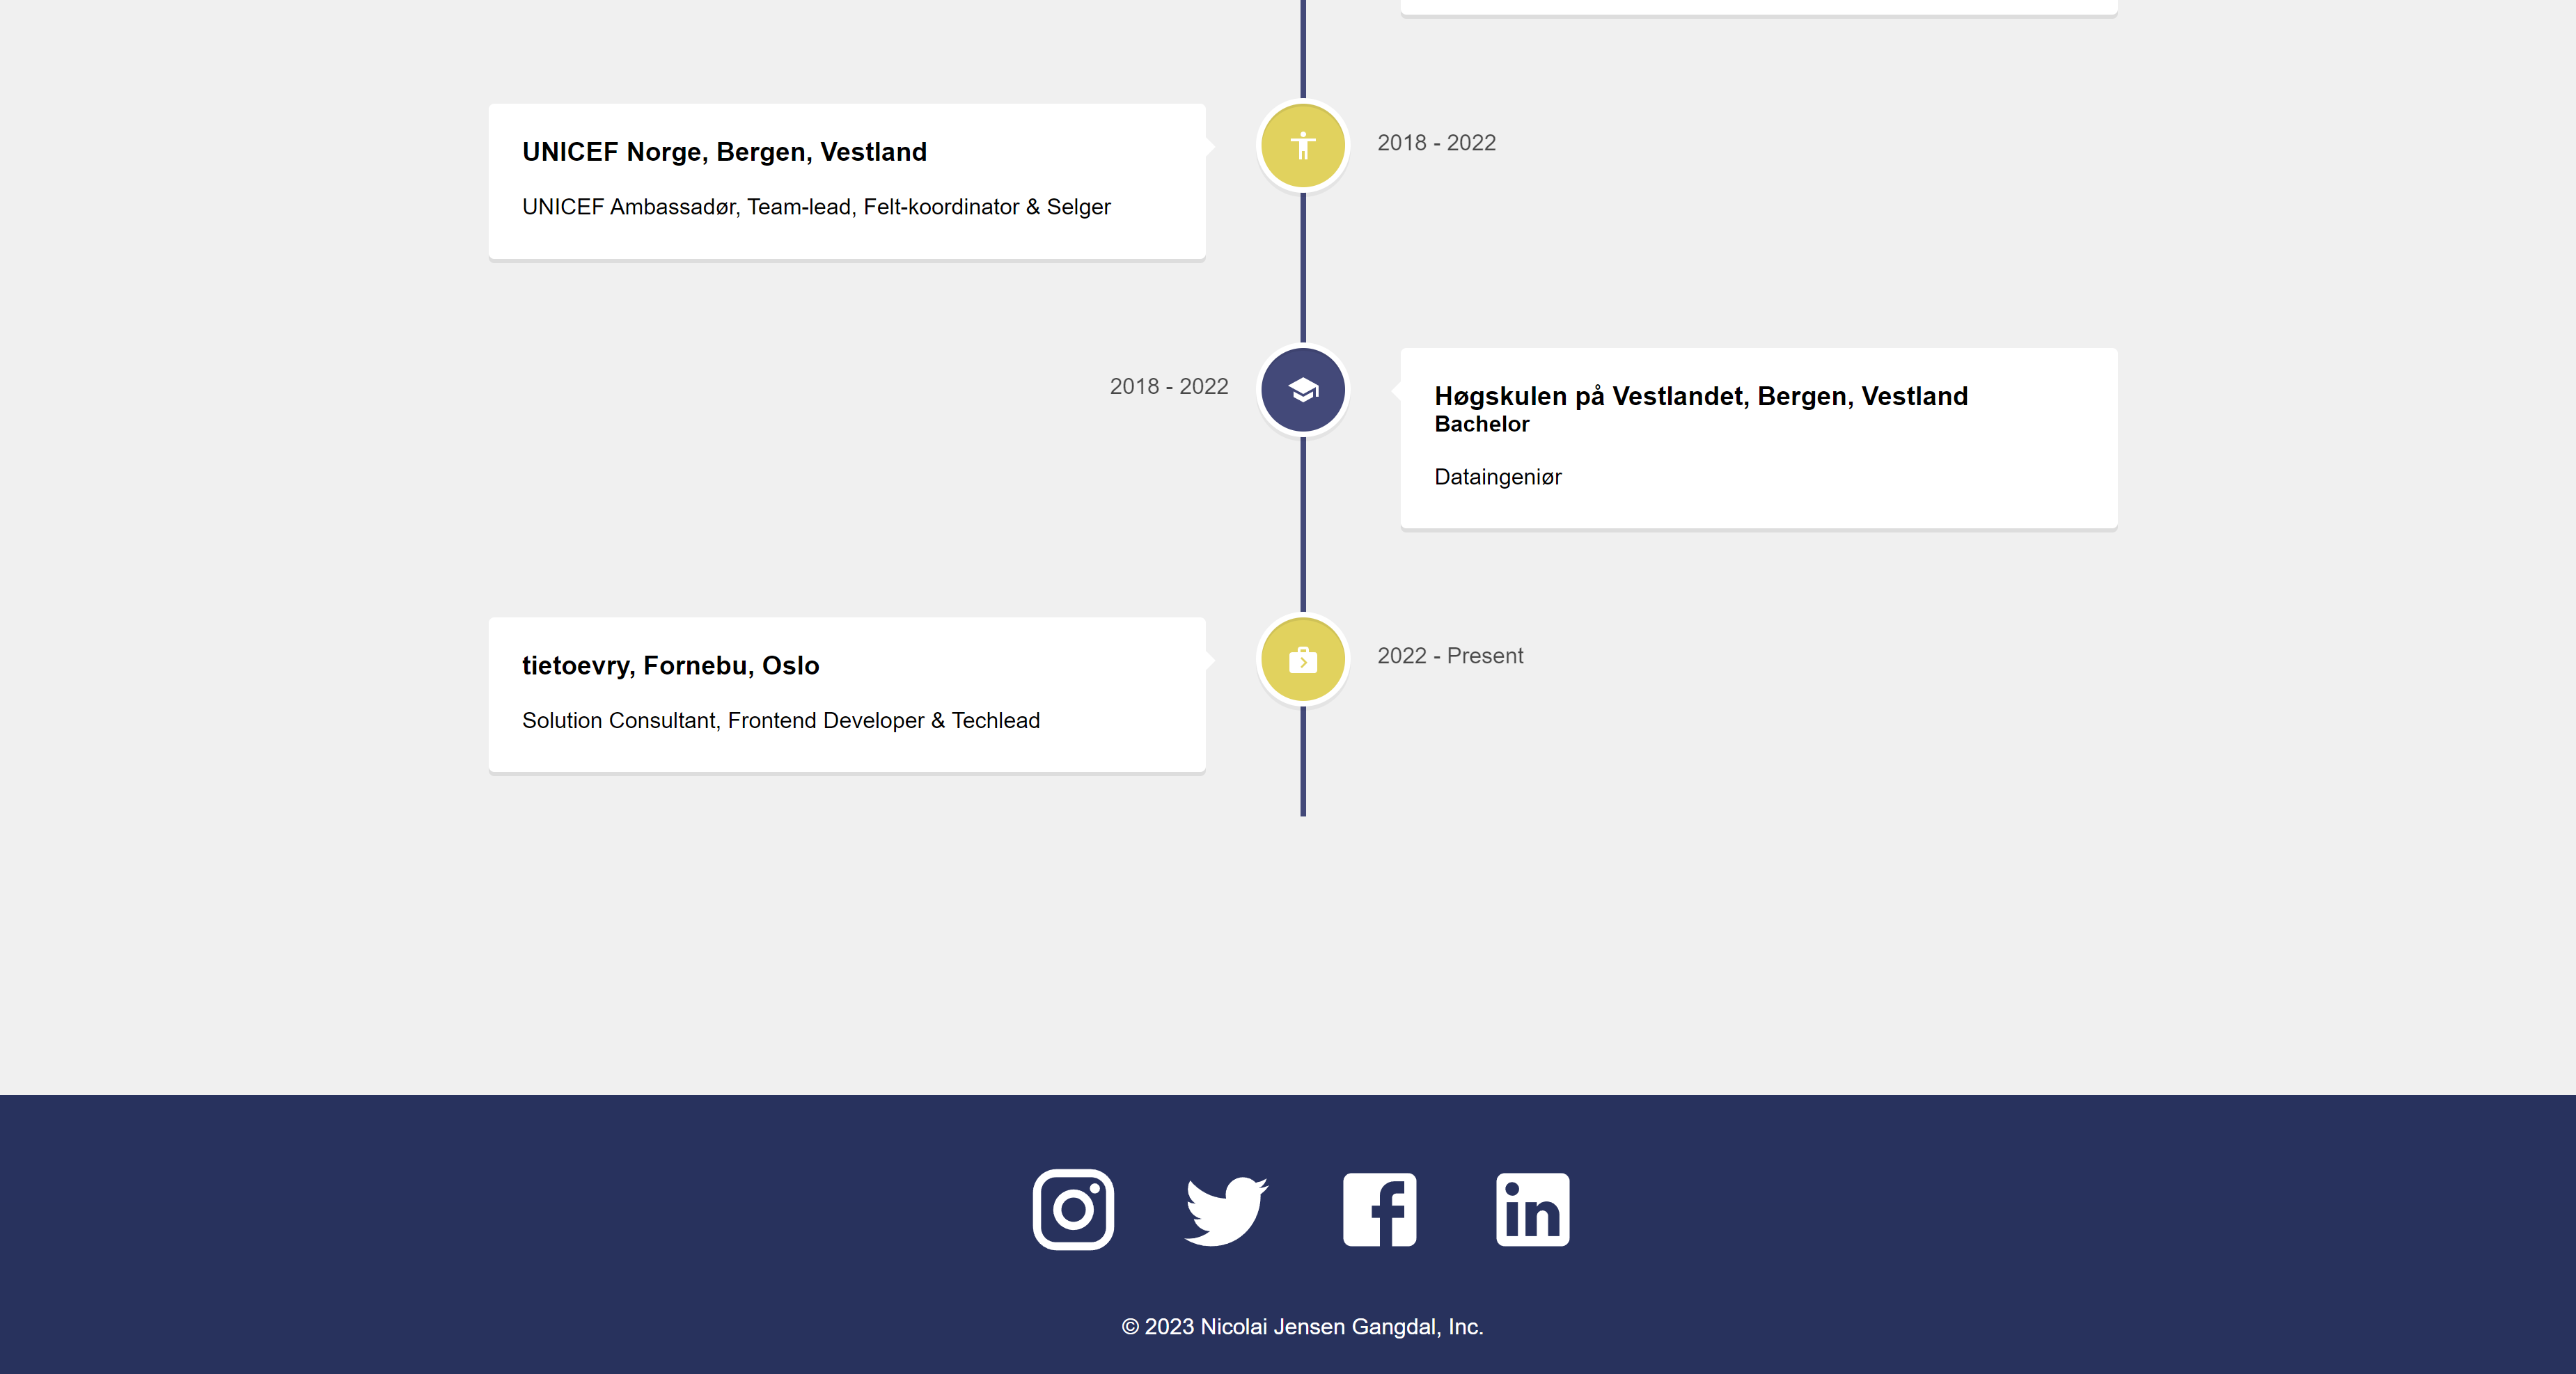 UNICEF Norge, Bergen, Vestland
UNICEF Ambassadør, Team-lead, Felt-koordinator & Selger
2018 - 2022
2018 - 2022
Høgskulen på Vestlandet, Bergen, Vestland
Bachelor
Dataingeniør
tietoevry, Fornebu, Oslo
Solution Consultant, Frontend Developer & Techlead
2022 - Present
© 2023 Nicolai Jensen Gangdal, Inc.